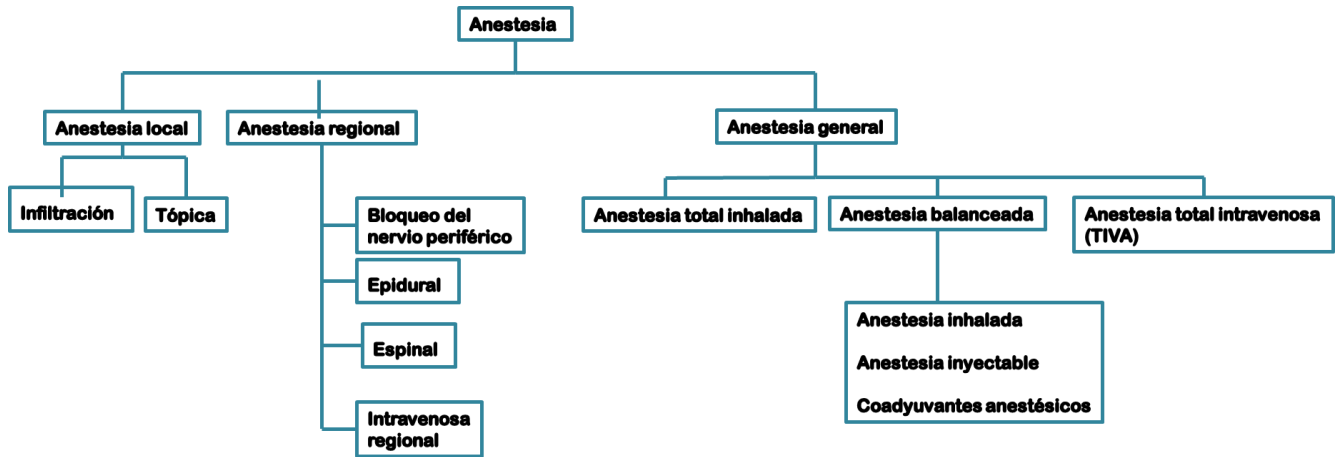 Anestesia
Anestesia local
Anestesia regional
Anestesia general
Infiltración
Tópica
Bloqueo del
nervio periférico
Epidural
Espinal
Intravenosa
regional
Anestesia total inhalada
Anestesia balanceada
Anestesia total intravenosa
(TIVA)
Anestesia inhalada
Anestesia inyectable
Coadyuvantes anestésicos